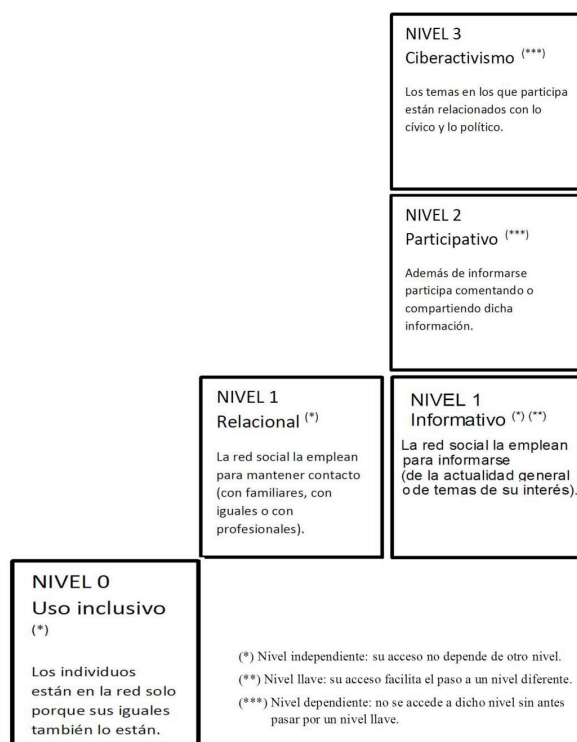 NIVEL 3
Ciberactivismo (***)
Los temas en los que participa
están relacionados con lo
cívico y lo político.
NIVEL 2
Participativo (***)
Además de informarse
participa comentando o
compartiendo dicha
información.
NIVEL 1
Relacional (*)
La red social la emplean
para mantener contacto
(con familiares, con
iguales o con
profesionales).
NIVEL 1
Informativo (*) (**)
La red social la emplean
para informarse
(de la actualidad general
o de temas de su interés).
NIVEL 0
Uso inclusivo
(*)
Los individuos
están en la red solo
porque sus iguales
también lo están.
(*) Nivel independiente: su acceso no depende de otro nivel.
(**) Nivel llave: su acceso facilita el paso a un nivel diferente.
(***) Nivel dependiente: no se accede a dicho nivel sin antes
pasar por un nivel llave.